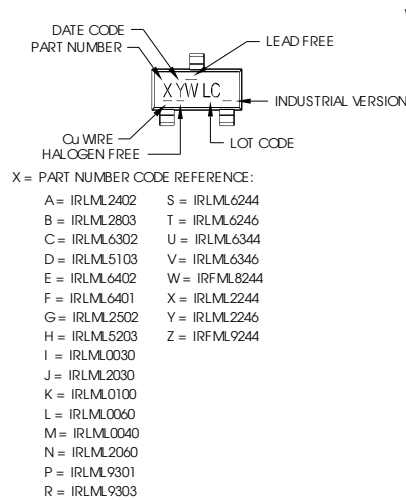 DATE CODE
PART NUMBER
LEAD FREE
X YW LC
INDUSTRIAL VERSION
Cu WIRE
HALOGEN FREE
LOT CODE
X = PART NUMBER CODE REFERENCE:
A = IRLML2402 S = IRLML6244
B = IRLML2803 T = IRLML6246
C = IRLML6302 U = IRLML6344
D = IRLML5103 V = IRLML6346
E = IRLML6402 W = IRFML8244
F = IRLML6401 X = IRLML2244
G = IRLML2502 Y = IRLML2246
H = IRLML5203 Z = IRFML9244
I = IRLML0030
J = IRLML2030
K = IRLML0100
L = IRLML0060
M = IRLML0040
N = IRLML2060
P = IRLML9301
R = IRLML9303